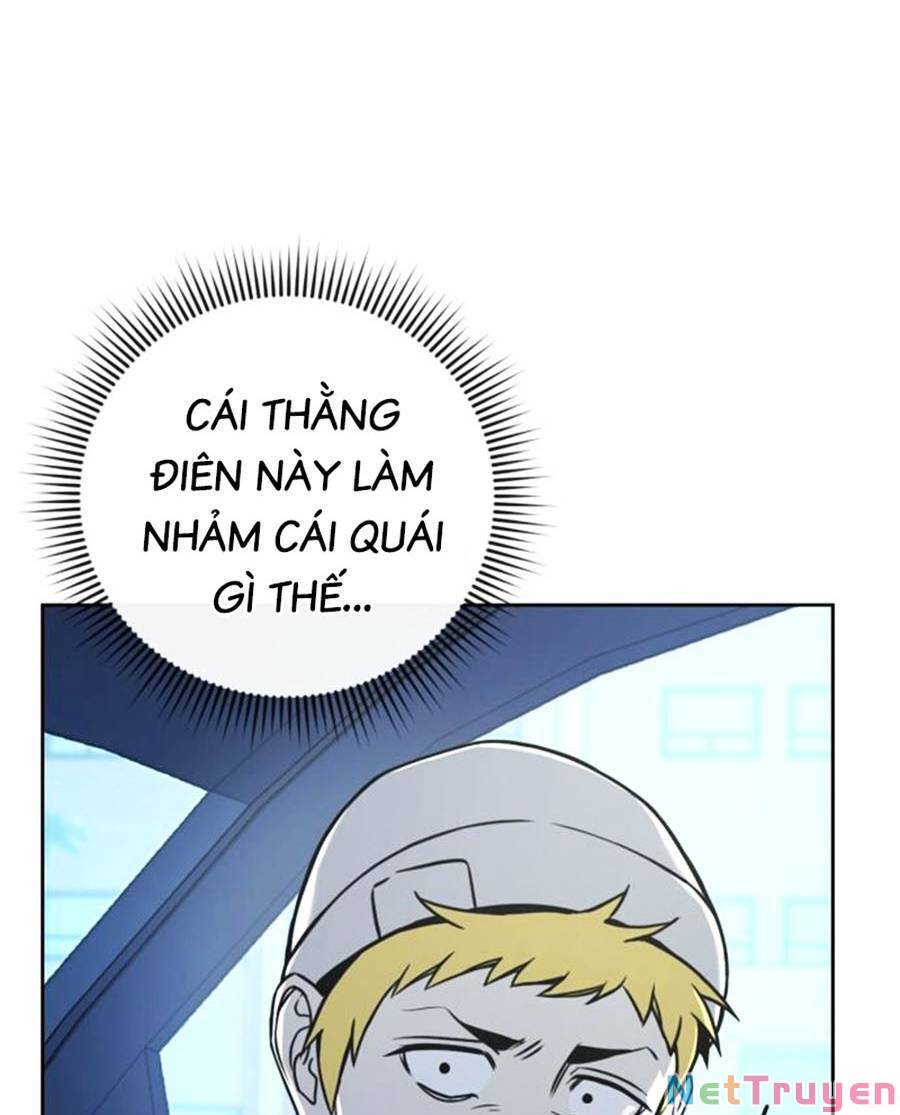 CÁI THẰNG
ĐIÊN NÀY LÀM
NHẢM CÁI QUÁI
GÌ THẾ...
NetTruyen